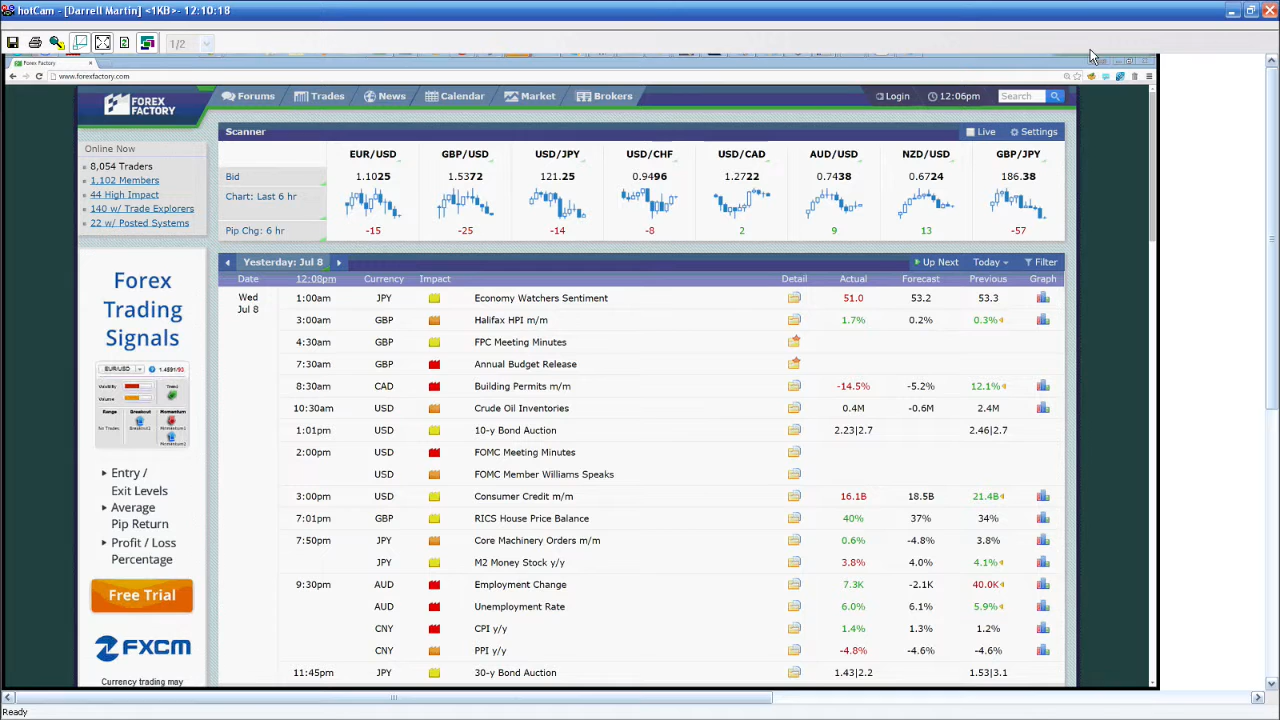 hotCam - [Darrell Martin] <1KB>- 12:10:18
1/2
Forex Factory
www.forexfactory.com
FOREX FACTORY
Forums Trades News Calendar Market Brokers Login 12:06pm Search
Online Now
8,054 Traders
1,102 Members
44 High Impact
140 w/ Trade Explorers
22 w/ Posted Systems
Scanner Live Settings
EUR/USD GBP/USD USD/JPY USD/CHF USD/CAD AUD/USD NZD/USD GBP/JPY
Bid 1.1025 1.5372 121.25 0.9496 1.2722 0.7438 0.6724 186.38
Chart: Last 6 hr
Pip Chg: 6 hr -15 -25 -14 -8 2 9 13 -57
Yesterday: Jul 8 Up Next Today Filter
Date 12:08pm Currency Impact Detail Actual Forecast Previous Graph
Wed
Jul 8
1:00am JPY Economy Watchers Sentiment 51.0 53.2 53.3
3:00am GBP Halifax HPI m/m 1.7% 0.2% 0.3%
4:30am GBP FPC Meeting Minutes
7:30am GBP Annual Budget Release
8:30am CAD Building Permits m/m -14.5% -5.2% 12.1%
10:30am USD Crude Oil Inventories 0.4M -0.6M 2.4M
1:01pm USD 10-y Bond Auction 2.23|2.7 2.46|2.7
2:00pm USD FOMC Meeting Minutes
USD FOMC Member Williams Speaks
3:00pm USD Consumer Credit m/m 16.1B 18.5B 21.4B
7:01pm GBP RICS House Price Balance 40% 37% 34%
7:50pm JPY Core Machinery Orders m/m 0.6% -4.8% 3.8%
JPY M2 Money Stock y/y 3.8% 4.0% 4.1%
9:30pm AUD Employment Change 7.3K -2.1K 40.0K
AUD Unemployment Rate 6.0% 6.1% 5.9%
CNY CPI y/y 1.4% 1.3% 1.2%
CNY PPI y/y -4.8% -4.6% -4.6%
11:45pm JPY 30-y Bond Auction 1.43|2.2 1.53|3.1
Forex
Trading
Signals
EUR/USD
Volatility
Volume
Trend
Range Breakout Momentum
Entry /
Exit Levels
Average
Pip Return
Profit / Loss
Percentage
Free Trial
FXCM
Currency trading may
Ready